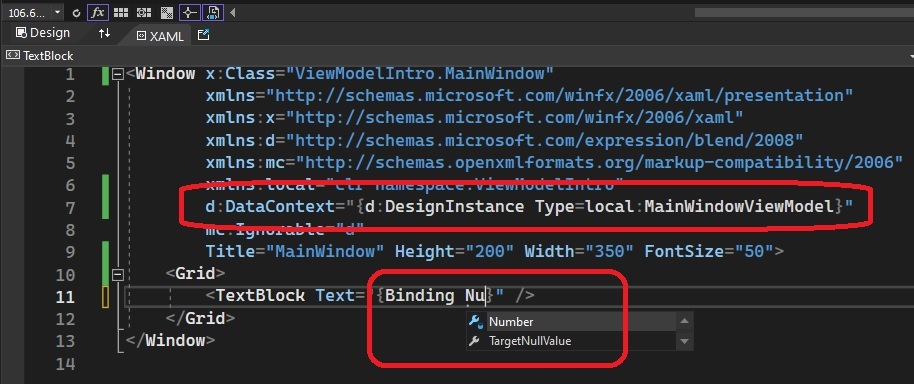 106.6... fx
Design XAML
TextBlock
1 <Window x:Class="ViewModelIntro.MainWindow"
2 xmlns="http://schemas.microsoft.com/winfx/2006/xaml/presentation"
3 xmlns:x="http://schemas.microsoft.com/winfx/2006/xaml"
4 xmlns:d="http://schemas.microsoft.com/expression/blend/2008"
5 xmlns:mc="http://schemas.openxmlformats.org/markup-compatibility/2006"
6 xmlns:local="clr-namespace:ViewModelIntro"
7 d:DataContext="{d:DesignInstance Type=local:MainWindowViewModel}"
8 mc:Ignorable="d"
9 Title="MainWindow" Height="200" Width="350" FontSize="50">
10 <Grid>
11 <TextBlock Text="{Binding Nu}" />
12 </Grid>
Number
13 </Window>
TargetNullValue
14